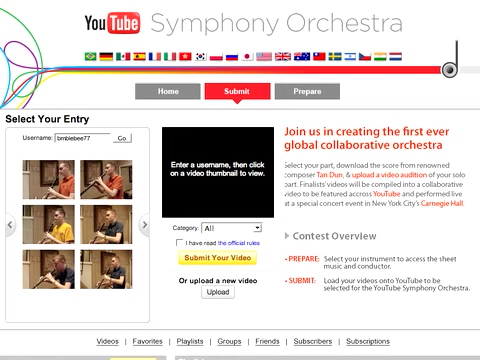 YouTube Symphony Orchestra
Home Submit Prepare
Select Your Entry
Username: bmblebee77 Go
Enter a username, then click
on a video thumbnail to view.
Category: All
I have read the official rules
Submit Your Video
Or upload a new video
Upload
Join us in creating the first ever
global collaborative orchestra
Select your part, download the score from renowned
composer Tan Dun, & upload a video audition of your solo
part. Finalists' videos will be compiled into a collaborative
video to be featured accross YouTube and performed live
at a special concert event in New York City's Carnegie Hall.
Contest Overview
- PREPARE: Select your instrument to access the sheet
music and conductor.
- SUBMIT: Load your videos onto YouTube to be
selected for the YouTube Symphony Orchestra.
Videos | Favorites | Playlists | Groups | Friends | Subscribers | Subscriptions